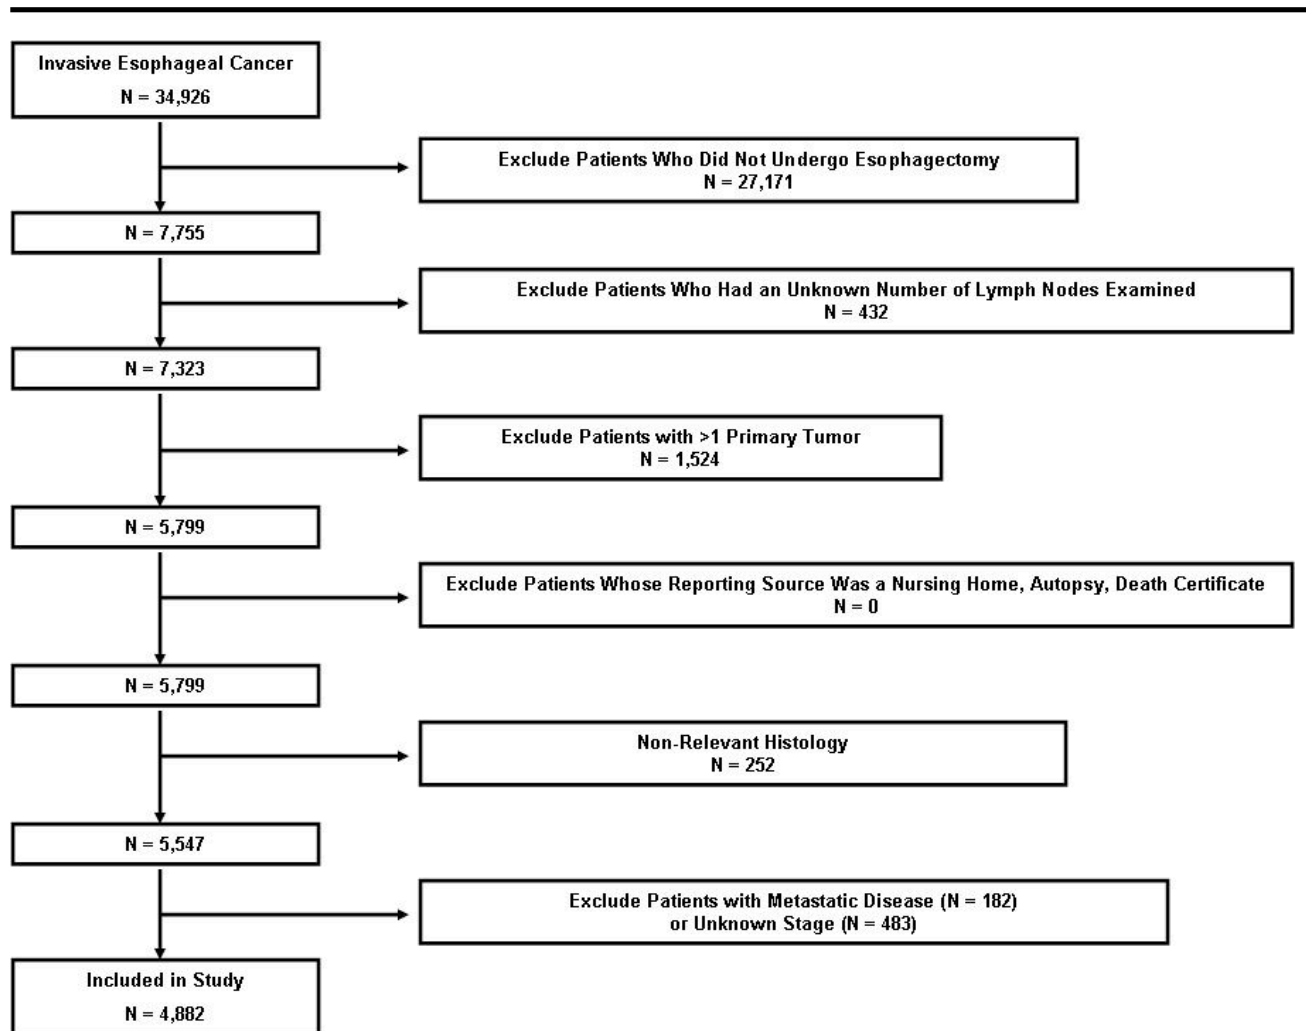 Invasive Esophageal Cancer
N = 34,926
Exclude Patients Who Did Not Undergo Esophagectomy
N = 27,171
N = 7,755
Exclude Patients Who Had an Unknown Number of Lymph Nodes Examined
N = 432
N = 7,323
Exclude Patients with >1 Primary Tumor
N = 1,524
N = 5,799
Exclude Patients Whose Reporting Source Was a Nursing Home, Autopsy, Death Certificate
N = 0
N = 5,799
Non-Relevant Histology
N = 252
N = 5,547
Exclude Patients with Metastatic Disease (N = 182)
or Unknown Stage (N = 483)
Included in Study
N = 4,882